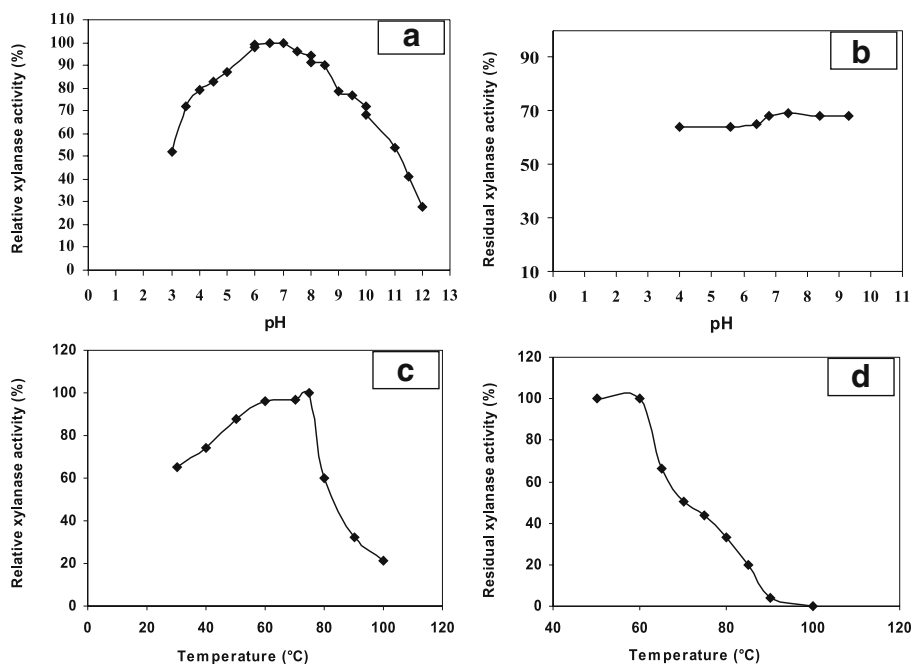 a
Relative xylanase activity (%)
110
100
90
80
70
60
50
40
30
20
10
0
0 1 2 3 4 5 6 7 8 9 10 11 12 13
pH
b
Residual xylanase activity (%)
90
70
50
30
10
0 1 2 3 4 5 6 7 8 9 10 11
pH
c
Relative xylanase activity (%)
120
100
80
60
40
20
0
0 20 40 60 80 100 120
Temperature (°C)
d
Residual xylanase activity (%)
120
100
80
60
40
20
0
40 60 80 100 120
Temperature (°C)